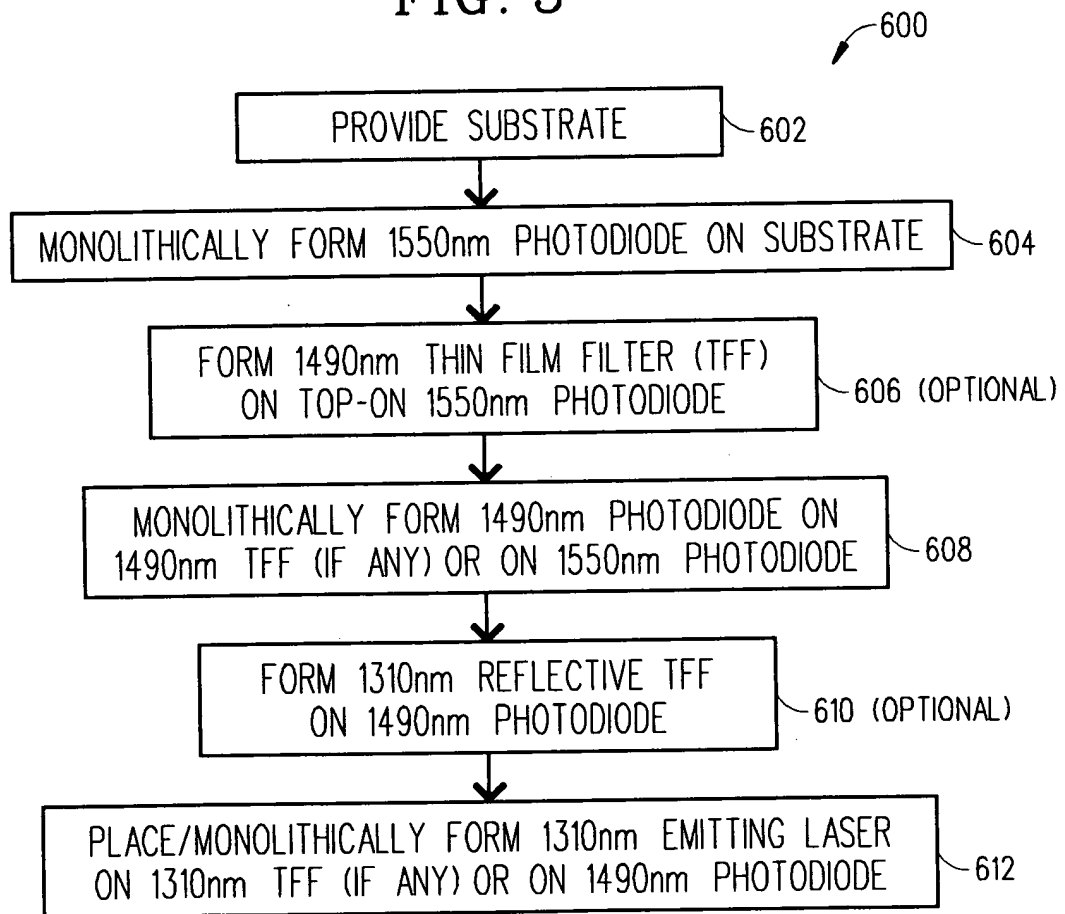 600
PROVIDE SUBSTRATE
602
MONOLITHICALLY FORM 1550nm PHOTODIODE ON SUBSTRATE
604
FORM 1490nm THIN FILM FILTER (TFF)
ON TOP-ON 1550nm PHOTODIODE
606 (OPTIONAL)
MONOLITHICALLY FORM 1490nm PHOTODIODE ON
1490nm TFF (IF ANY) OR ON 1550nm PHOTODIODE
608
FORM 1310nm REFLECTIVE TFF
ON 1490nm PHOTODIODE
610 (OPTIONAL)
PLACE/MONOLITHICALLY FORM 1310nm EMITTING LASER
ON 1310nm TFF (IF ANY) OR ON 1490nm PHOTODIODE
612